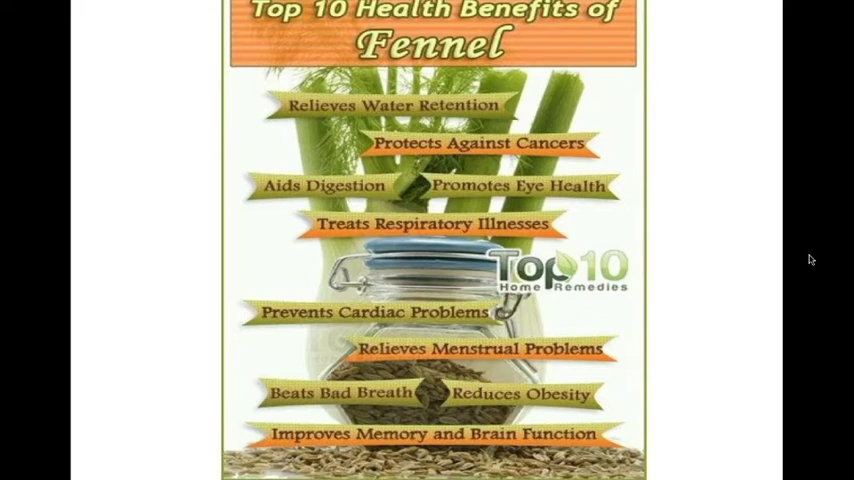 Top 10 Health Benefits of
Fennel
Relieves Water Retention
Protects Against Cancers
Aids Digestion
Promotes Eye Health
Treats Respiratory Illnesses
Top 10
Home Remedies
Prevents Cardiac Problems
Relieves Menstrual Problems
Beats Bad Breath
Reduces Obesity
Improves Memory and Brain Function